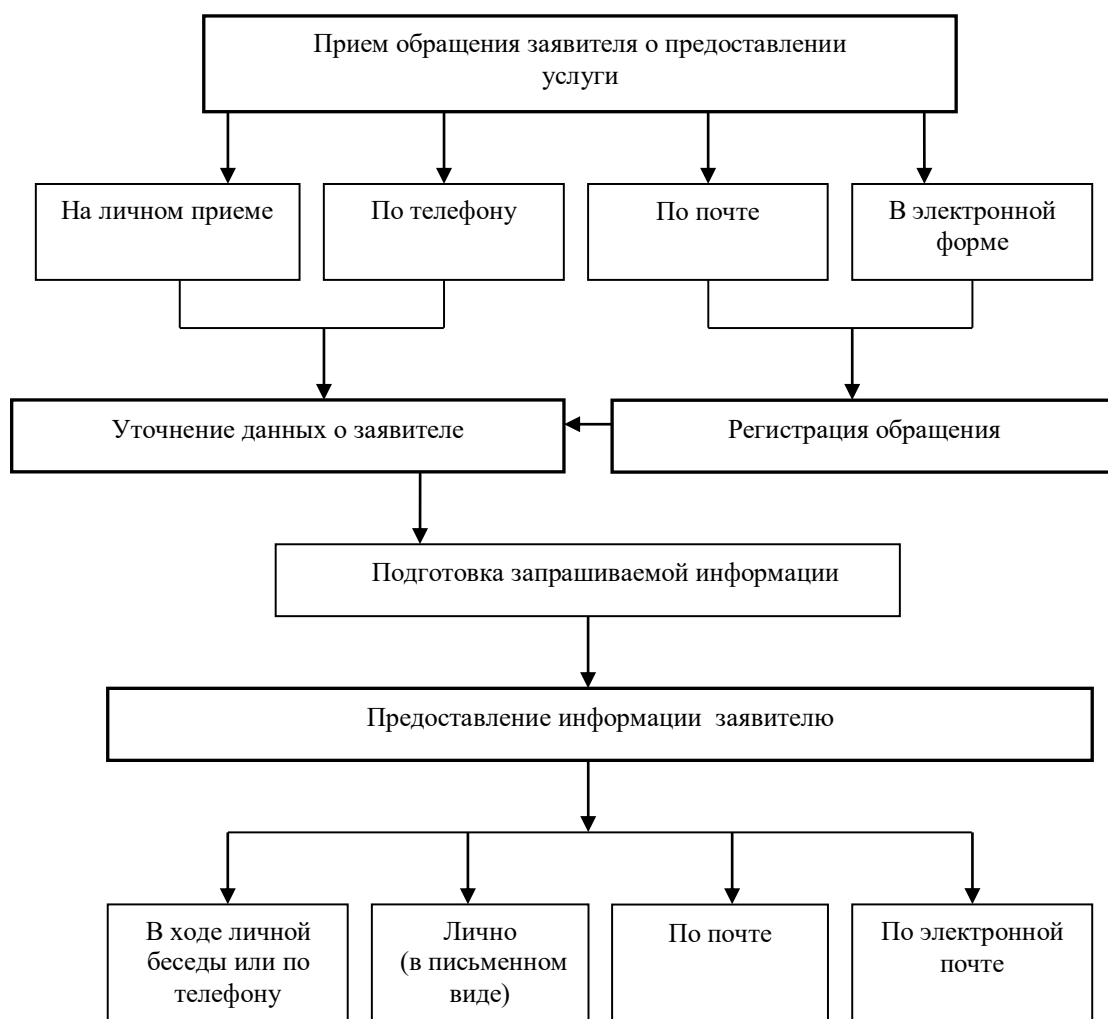 Прием обращения заявителя о предоставлении
услуги
На личном приеме
По телефону
По почте
В электронной
форме
Уточнение данных о заявителе
Регистрация обращения
Подготовка запрашиваемой информации
Предоставление информации  заявителю
В ходе личной
беседы или по
телефону
Лично
(в письменном
виде)
По почте
По электронной
почте